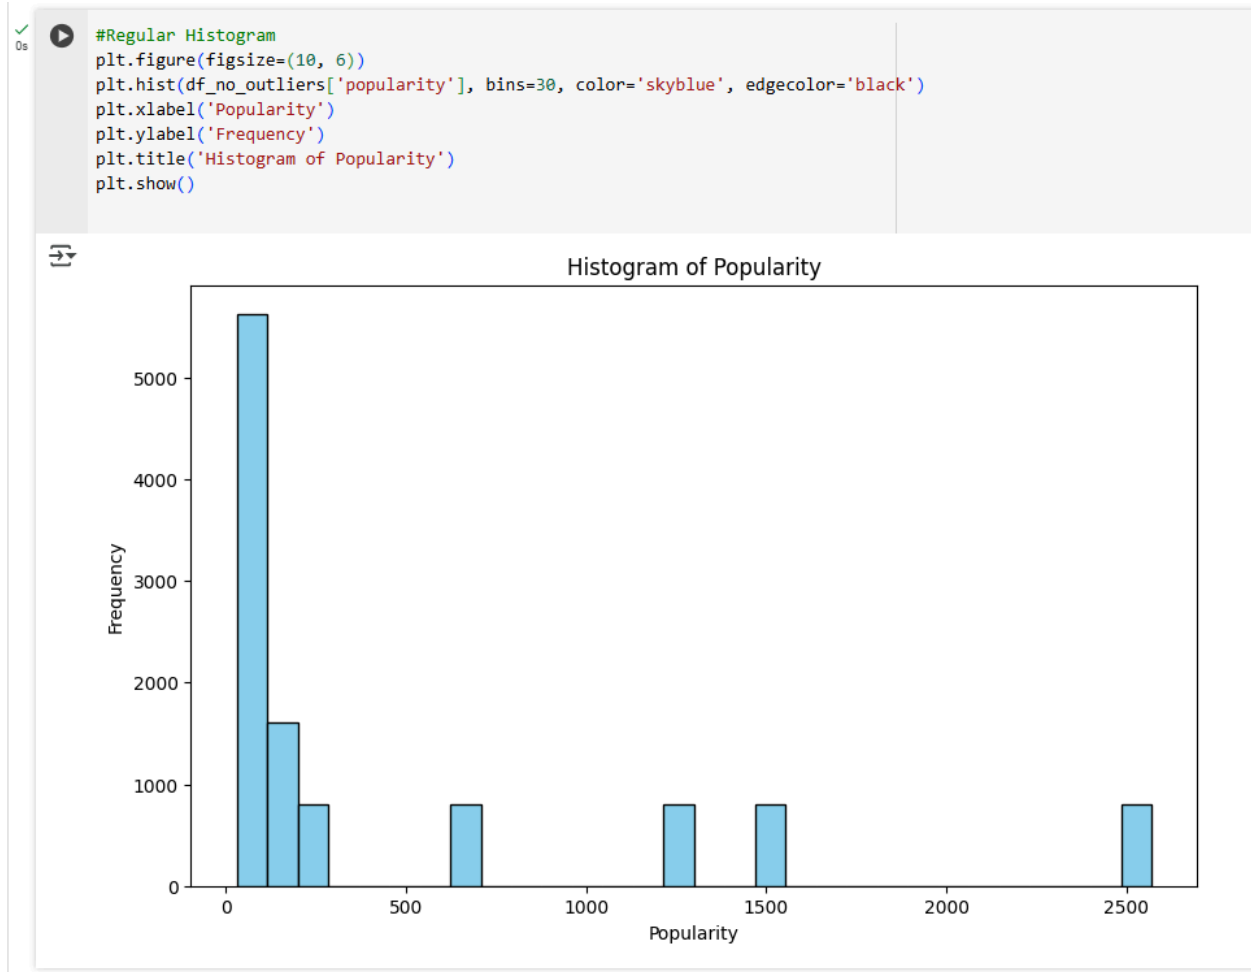 #Regular Histogram
0s
plt.figure(figsize=(10, 6))
plt.hist(df_no_outliers['popularity'], bins=30, color='skyblue', edgecolor='black')
plt.xlabel('Popularity')
plt.ylabel('Frequency')
plt.title('Histogram of Popularity')
plt.show()
Histogram of Popularity
5000
4000
3000
2000
1000
0
Frequency
0 500 1000 1500 2000 2500
Popularity